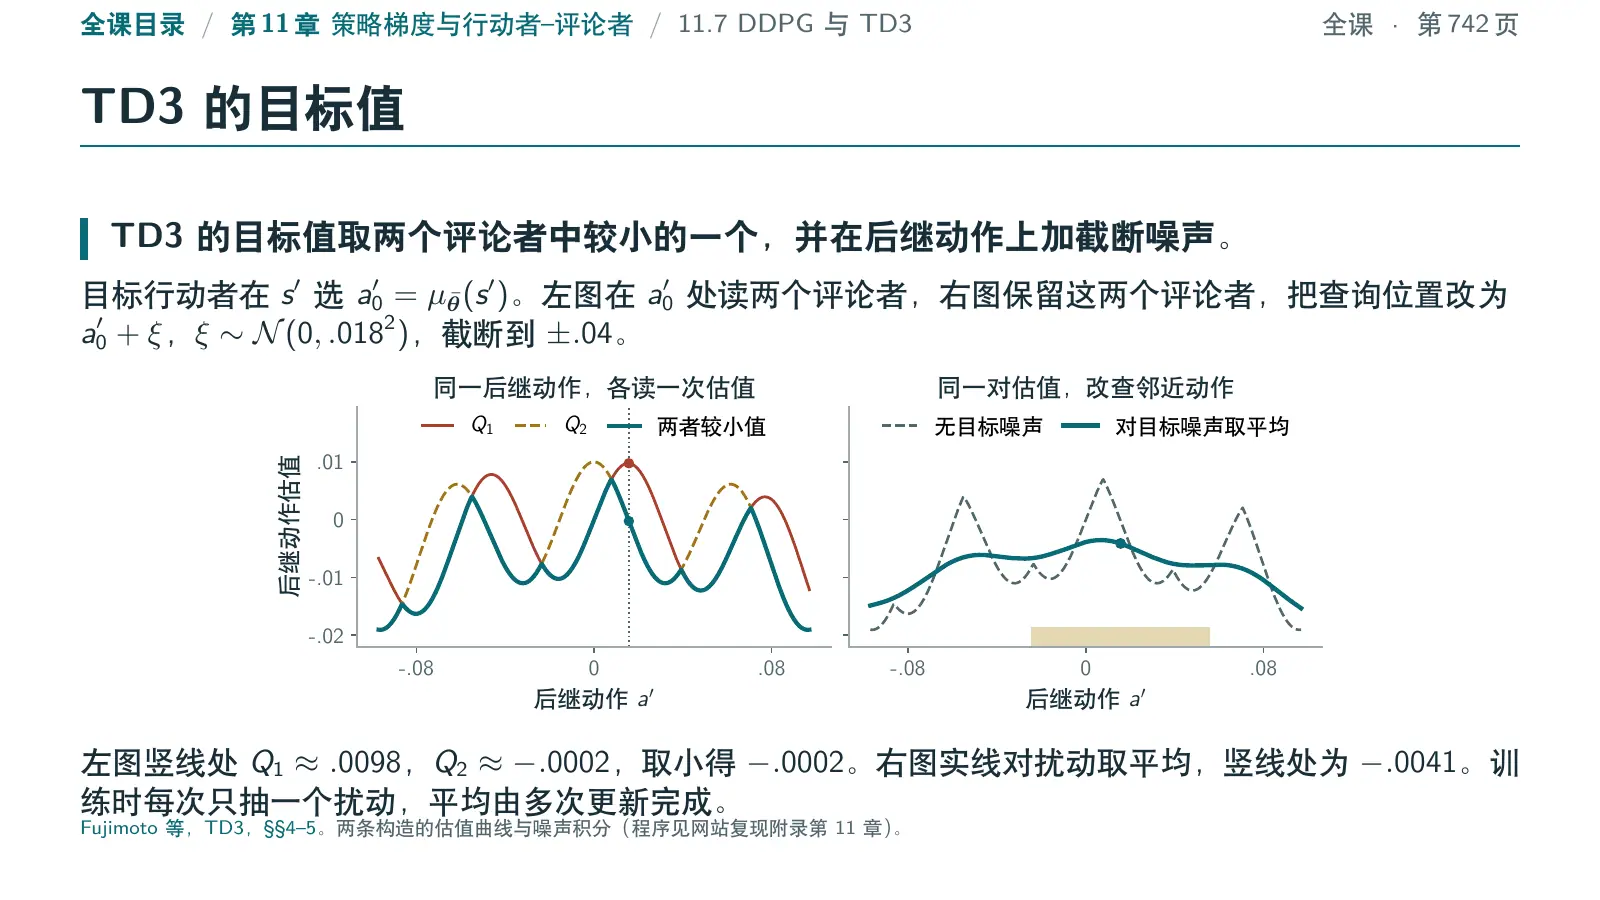 全课目录 / 第 11 章 策略梯度与行动者–评论者 / 11.7 DDPG 与 TD3
全课 · 第 742 页
TD3 的目标值
TD3 的目标值取两个评论者中较小的一个，并在后继动作上加截断噪声。
目标行动者在 s′ 选 a′₀ = μ_θ̄(s′)。左图在 a′₀ 处读两个评论者，右图保留这两个评论者，把查询位置改为
a′₀ + ξ，ξ ∼ 𝒩(0, .018²)，截断到 ±.04。
同一后继动作，各读一次估值
Q₁ Q₂ 两者较小值
后继动作估值
.01
0
-.01
-.02
-.08 0 .08
后继动作 a′
同一对估值，改查邻近动作
无目标噪声 对目标噪声取平均
-.08 0 .08
后继动作 a′
左图竖线处 Q₁ ≈ .0098，Q₂ ≈ −.0002，取小得 −.0002。右图实线对扰动取平均，竖线处为 −.0041。训
练时每次只抽一个扰动，平均由多次更新完成。
Fujimoto 等，TD3，§§4–5。两条构造的估值曲线与噪声积分（程序见网站复现附录第 11 章）。